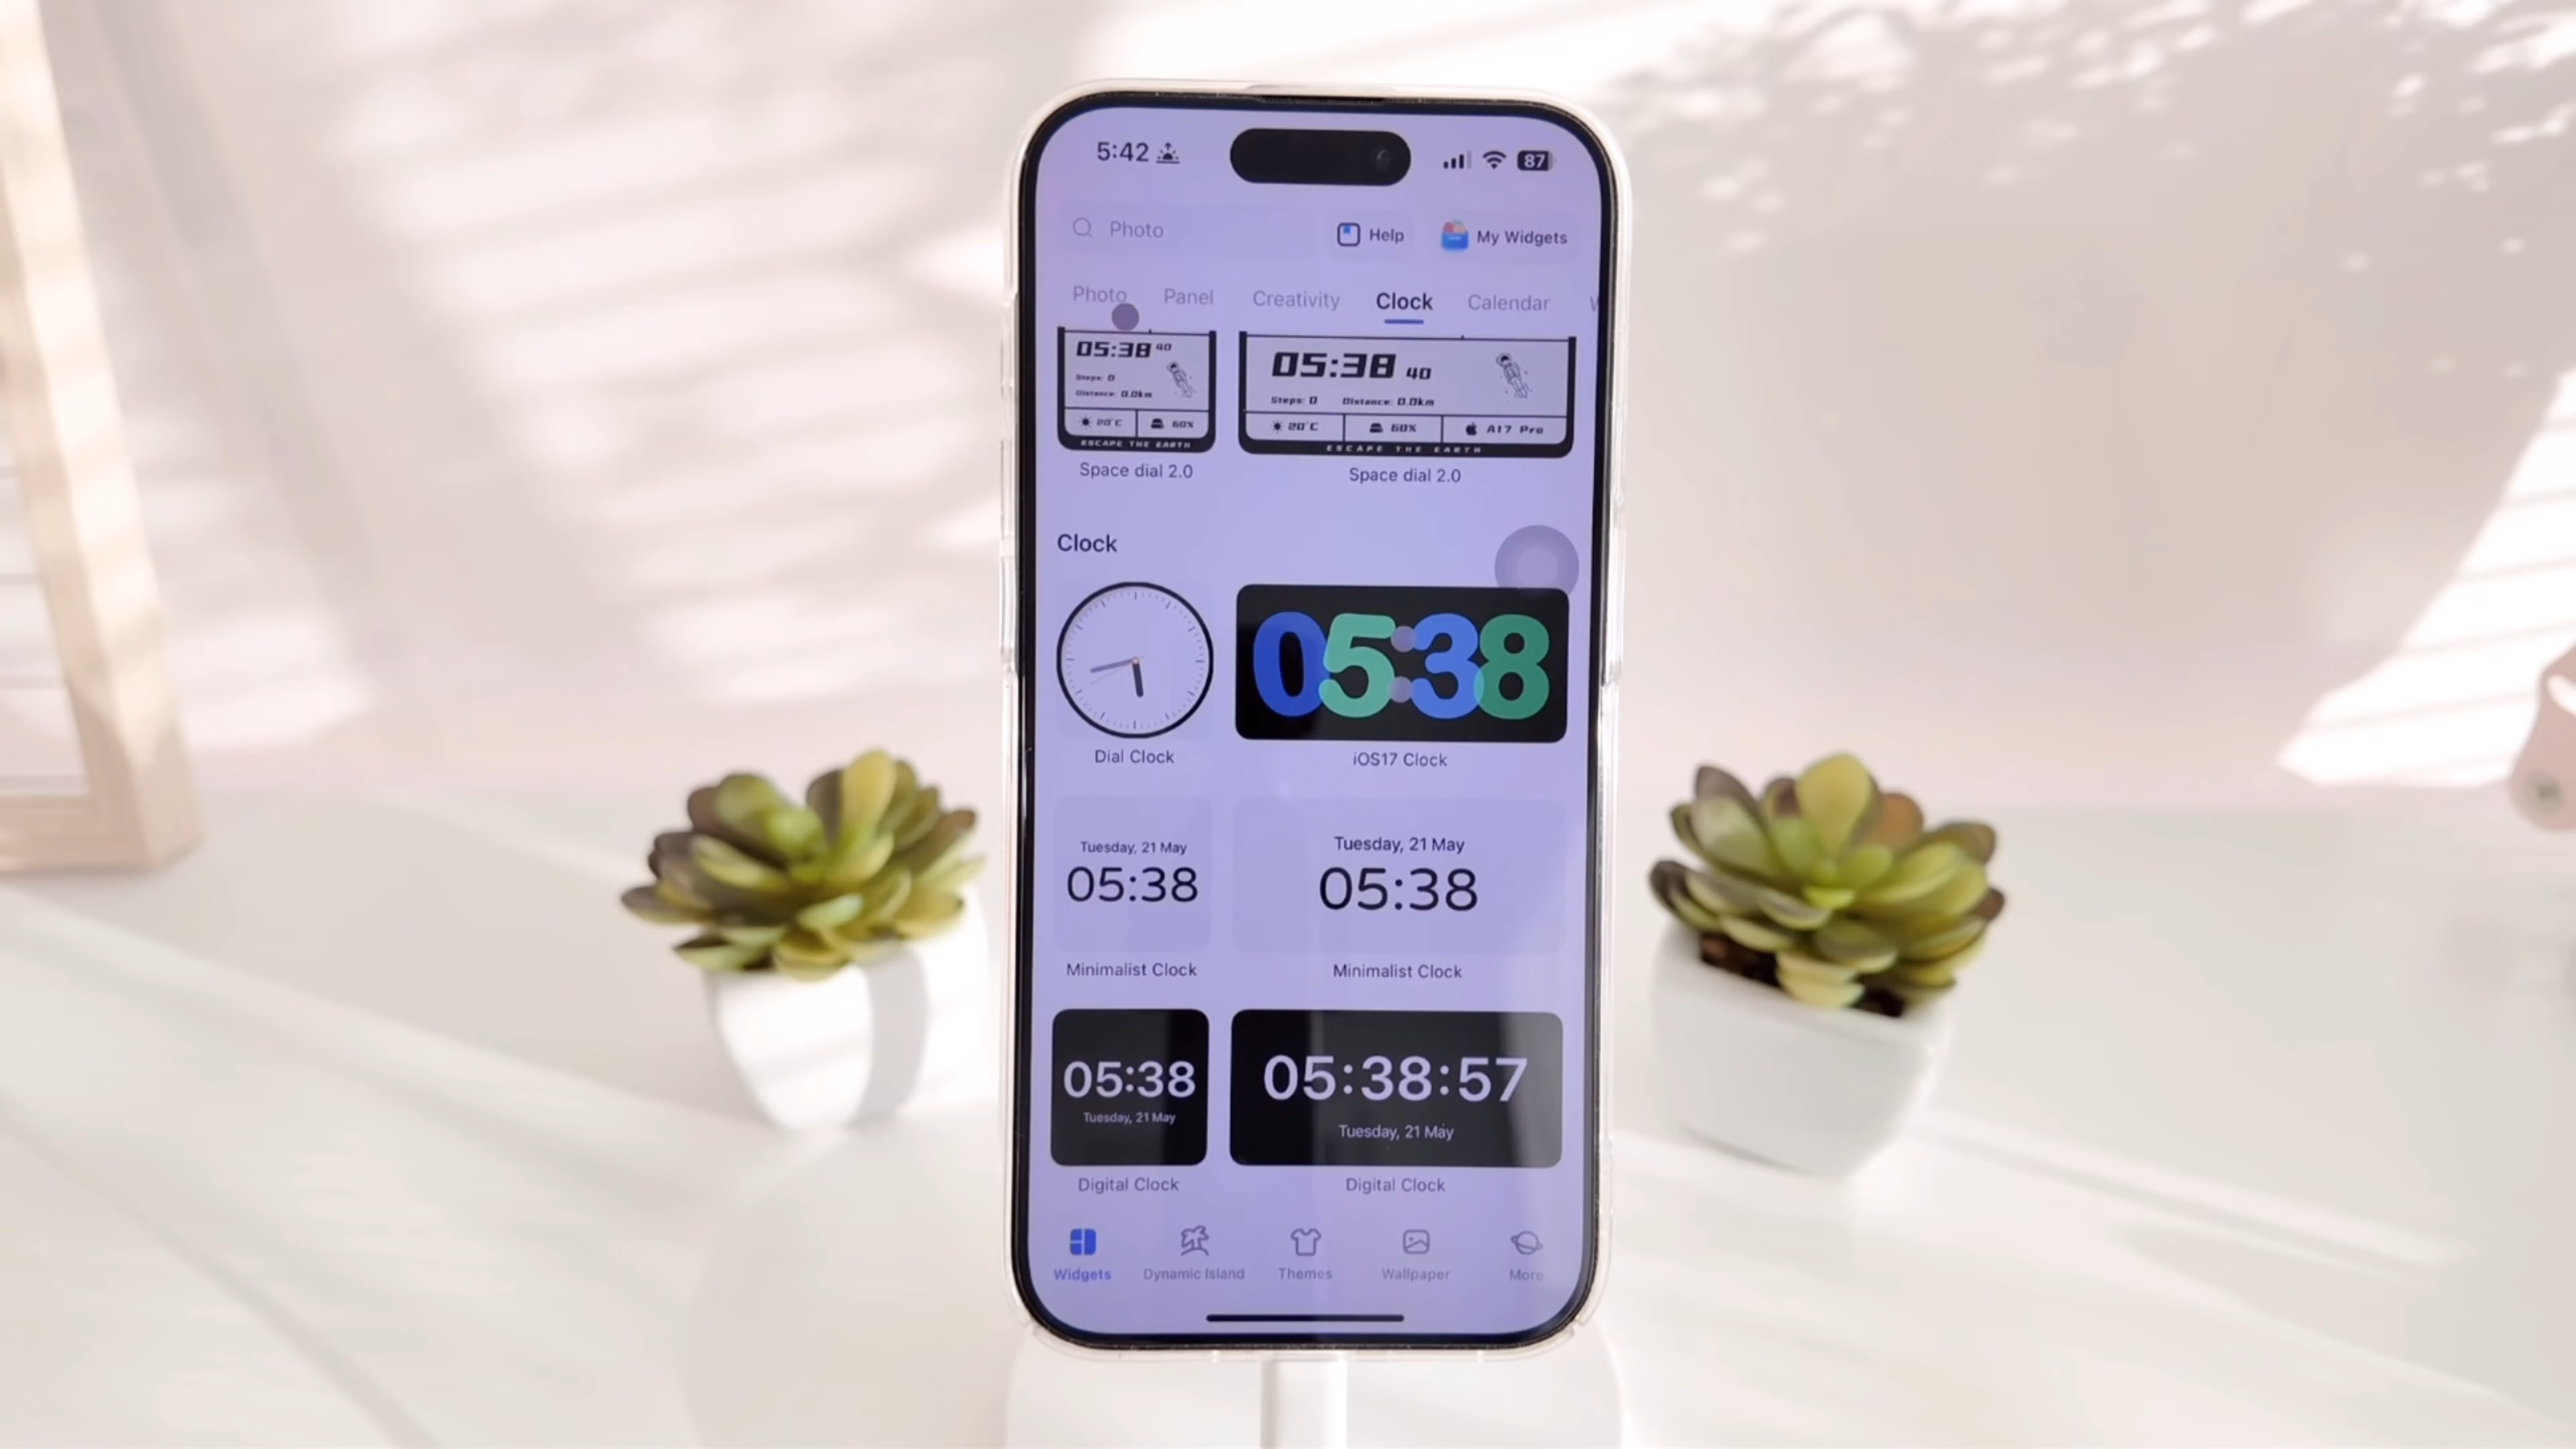 5:42
87
Photo
Help
My Widgets
Photo
Panel
Creativity
Clock
Calendar
05:38 40
Steps: 0
Distance: 0.0km
20°C
60%
ESCAPE THE EARTH
Space dial 2.0
05:38 40
Steps: 0 Distance: 0.0km
20°C
60%
A17 Pro
ESCAPE THE EARTH
Space dial 2.0
Clock
Dial Clock
05:38
iOS17 Clock
Tuesday, 21 May
05:38
Minimalist Clock
Tuesday, 21 May
05:38
Minimalist Clock
05:38
Tuesday, 21 May
Digital Clock
05:38:57
Tuesday, 21 May
Digital Clock
Widgets
Dynamic Island
Themes
Wallpaper
More